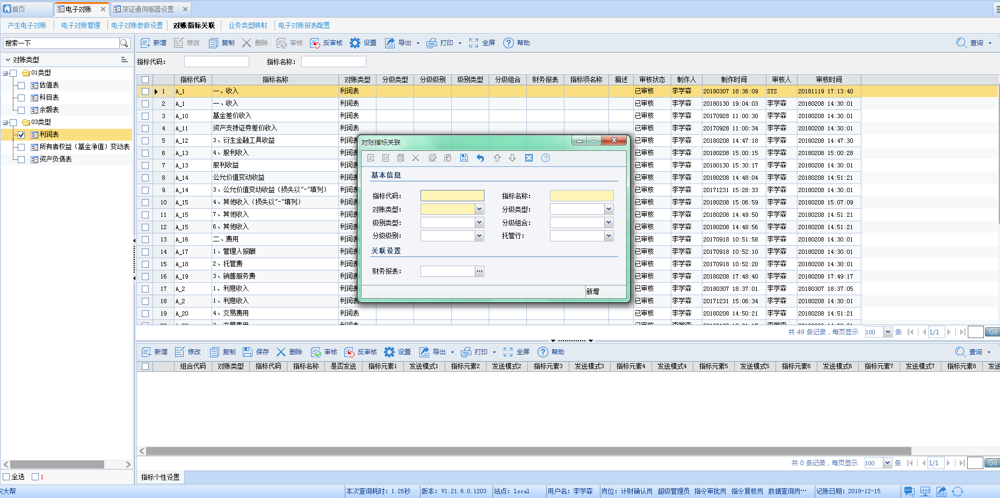 首页 电子对账 深证通伺服器设置
产生电子对账 电子对账管理 电子对账参数设置 对账指标关联 业务类型映射 电子对账报表配置
搜索一下
新增 修改 复制 删除 审核 反审核 设置 导出 打印 全屏 帮助 查询
对账类型
01类型
估值表
科目表
余额表
03类型
利润表
所有者权益（基金净值）变动表
资产负债表
全选 1
指标代码: 指标名称:
指标代码 指标名称 对账类型 分级类型 分级级别 级别类型 分级组合 财务报表 指标项名称 描述 审核状态 制作人 制作时间 审核人 审核时间
1 A_1 一、收入 利润表 已审核 李学森 20180307 18:36:09 SYS 20181119 17:13:40
2 A_1 一、收入 利润表 已审核 李学森 20180130 19:04:03 李学森 20180208 14:30:01
3 A_10 基金差价收入 利润表 已审核 李学森 20170928 11:00:30 李学森 20180208 14:30:01
4 A_11 资产支持证券差价收入 利润表 已审核 李学森 20170928 11:00:34 李学森 20180208 14:30:01
5 A_12 3、衍生金融工具收益 利润表 已审核 李学森 20180208 14:47:18 李学森 20180208 14:47:30
6 A_13 4、股利收入 利润表 已审核 李学森 20180208 15:00:15 李学森 20180208 15:00:28
7 A_13 股利收益 利润表 已审核 李学森 20180130 15:30:17 李学森 20180208 14:30:01
8 A_14 公允价值变动收益 利润表 已审核 李学森 20180208 14:48:04 李学森 20180208 14:51:21
9 A_14 3、公允价值变动收益（损失以“-”填列） 利润表 已审核 李学森 20171231 15:28:33 李学森 20180208 14:30:01
10 A_15 4、其他收入（损失以“-”填列） 利润表 已审核 李学森 20180208 15:06:59 李学森 20180208 15:07:09
11 A_15 7、其他收入 利润表 已审核 李学森 20180208 14:49:50 李学森 20180208 14:51:21
12 A_15 6、其他收入 利润表 已审核 李学森 20180208 14:48:56 李学森 20180208 14:51:21
13 A_16 二、费用 利润表 已审核 李学森 20170918 10:51:58 李学森 20180208 14:30:01
14 A_17 1、管理人报酬 利润表 已审核 李学森 20170918 10:52:10 李学森 20180208 14:30:01
15 A_18 2、托管费 利润表 已审核 李学森 20170918 10:52:20 李学森 20180208 14:30:01
16 A_19 3、销售服务费 利润表 已审核 李学森 20180208 17:48:40 李学森 20180208 17:49:17
17 A_2 1、利息收入 利润表 已审核 李学森 20180307 18:37:01 李学森 20180307 18:37:05
18 A_2 1、利息收入 利润表 已审核 李学森 20171231 15:06:34 李学森 20180208 14:30:01
19 A_20 4、交易费用 利润表 已审核 李学森 20180208 14:50:21 李学森 20180208 14:51:21
对账指标关联
基本信息
指标代码: 指标名称:
对账类型: 分级类型:
级别类型: 分级组合:
分级级别: 托管行:
关联设置
财务报表: ...
新增
共 49 条记录，每页显示 100 条 1/1 Go
新增 修改 复制 保存 删除 审核 反审核 设置 导出 打印 全屏 帮助 查询
组合代码 对账类型 指标代码 指标名称 是否发送 指标元素1 发送模式1 指标元素2 发送模式2 指标元素3 发送模式3 指标元素4 发送模式4 指标元素5 发送模式5 指标元素6 发送模式6 指标元素7 发送模式7 指标元素8 发送
共 0 条记录，每页显示 100 条 1/1 Go
指标个性设置
大帮 本次查询耗时: 1.26秒 版本: V1.21.6.0.1203 站点: local 用户名: 李学森 岗位: 计财确认岗 超级管理员 指令审批岗 指令复核岗 数据查询岗… 记账日期: 2018-12-15